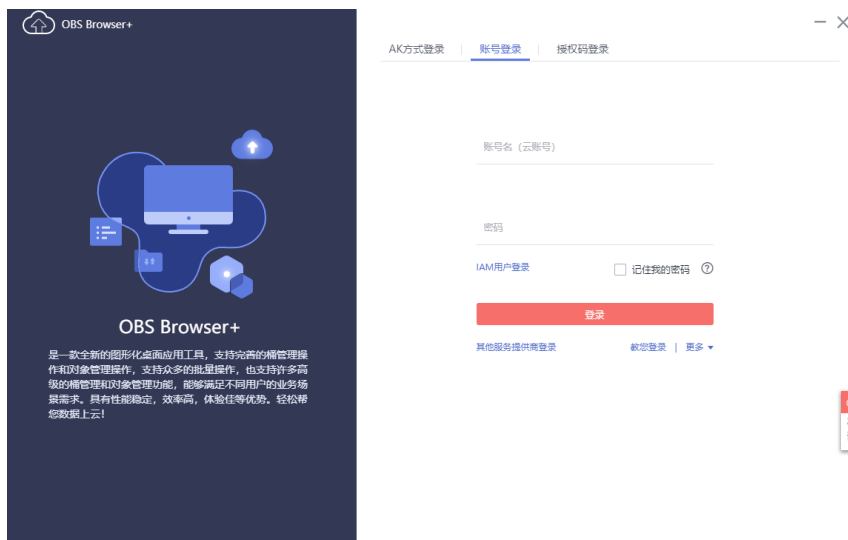 OBS Browser+
AK方式登录
账号登录
授权码登录
账号名（云账号）
密码
IAM用户登录
记住我的密码
登录
其他服务提供商登录
教您登录 | 更多
OBS Browser+
是一款全新的图形化桌面应用工具，支持完善的桶管理操
作和对象管理操作，支持众多的批量操作，也支持许多高
级的桶管理和对象管理功能，能够满足不同用户的业务场
景需求。具有性能稳定，效率高，体验佳等优势。轻松帮
您数据上云！